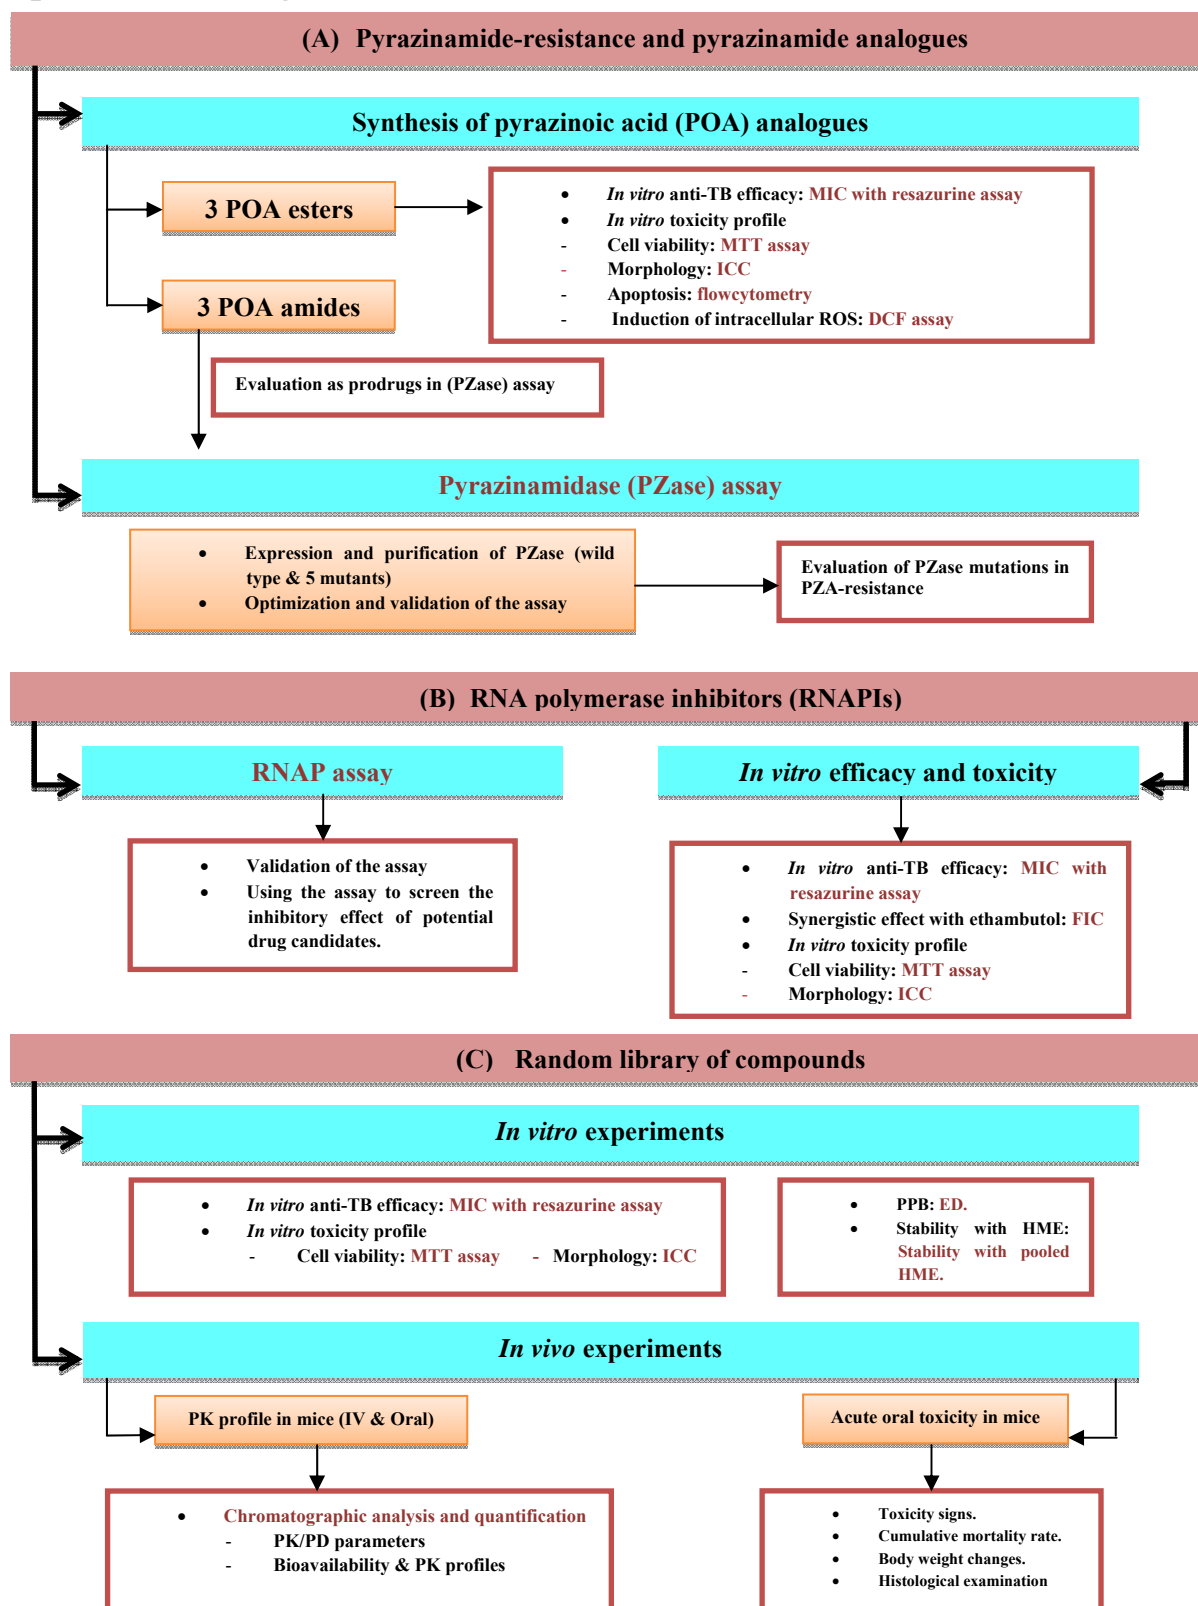 (A) Pyrazinamide-resistance and pyrazinamide analogues
Synthesis of pyrazinoic acid (POA) analogues
3 POA esters
• In vitro anti-TB efficacy: MIC with resazurine assay
• In vitro toxicity profile
- Cell viability: MTT assay
- Morphology: ICC
- Apoptosis: flowcytometry
- Induction of intracellular ROS: DCF assay
3 POA amides
Evaluation as prodrugs in (PZase) assay
Pyrazinamidase (PZase) assay
• Expression and purification of PZase (wild
type & 5 mutants)
• Optimization and validation of the assay
Evaluation of PZase mutations in
PZA-resistance
(B) RNA polymerase inhibitors (RNAPIs)
RNAP assay
• Validation of the assay
• Using the assay to screen the
inhibitory effect of potential
drug candidates.
In vitro efficacy and toxicity
• In vitro anti-TB efficacy: MIC with
resazurine assay
• Synergistic effect with ethambutol: FIC
• In vitro toxicity profile
- Cell viability: MTT assay
- Morphology: ICC
(C) Random library of compounds
In vitro experiments
• In vitro anti-TB efficacy: MIC with resazurine assay
• In vitro toxicity profile
- Cell viability: MTT assay - Morphology: ICC
• PPB: ED.
• Stability with HME:
Stability with pooled
HME.
In vivo experiments
PK profile in mice (IV & Oral)
• Chromatographic analysis and quantification
- PK/PD parameters
- Bioavailability & PK profiles
Acute oral toxicity in mice
• Toxicity signs.
• Cumulative mortality rate.
• Body weight changes.
• Histological examination